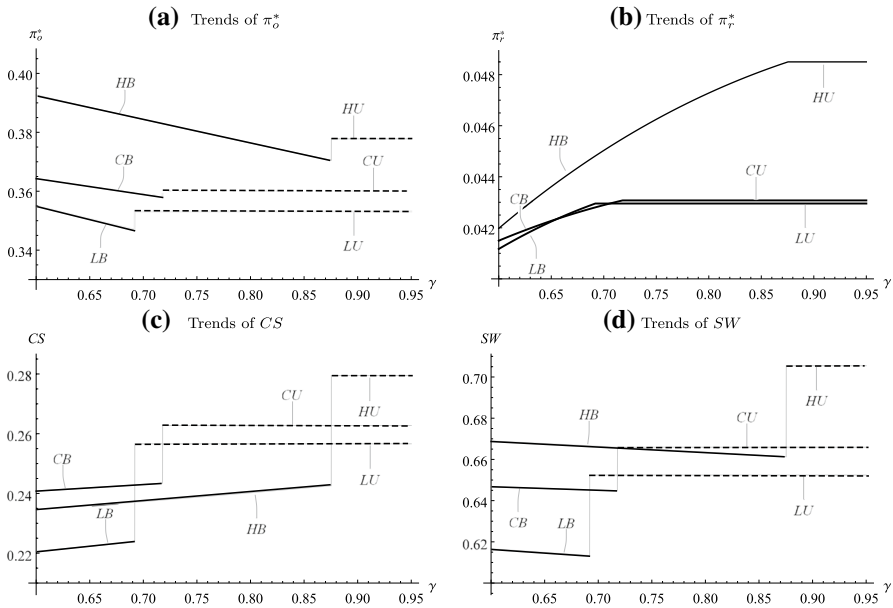 (a) Trends of π*o
π*o
0.40
0.38
0.36
0.34
HB
HU
CB
CU
LB
LU
0.65 0.70 0.75 0.80 0.85 0.90 0.95 γ
(b) Trends of π*r
π*r
0.048
0.046
0.044
0.042
HB
HU
CB
CU
LB
LU
0.65 0.70 0.75 0.80 0.85 0.90 0.95 γ
(c) Trends of CS
CS
0.28
0.26
0.24
0.22
CU
HU
CB
LU
LB
HB
0.65 0.70 0.75 0.80 0.85 0.90 0.95 γ
(d) Trends of SW
SW
0.70
0.68
0.66
0.64
0.62
HB
CU
HU
CB
LB
LU
0.65 0.70 0.75 0.80 0.85 0.90 0.95 γ